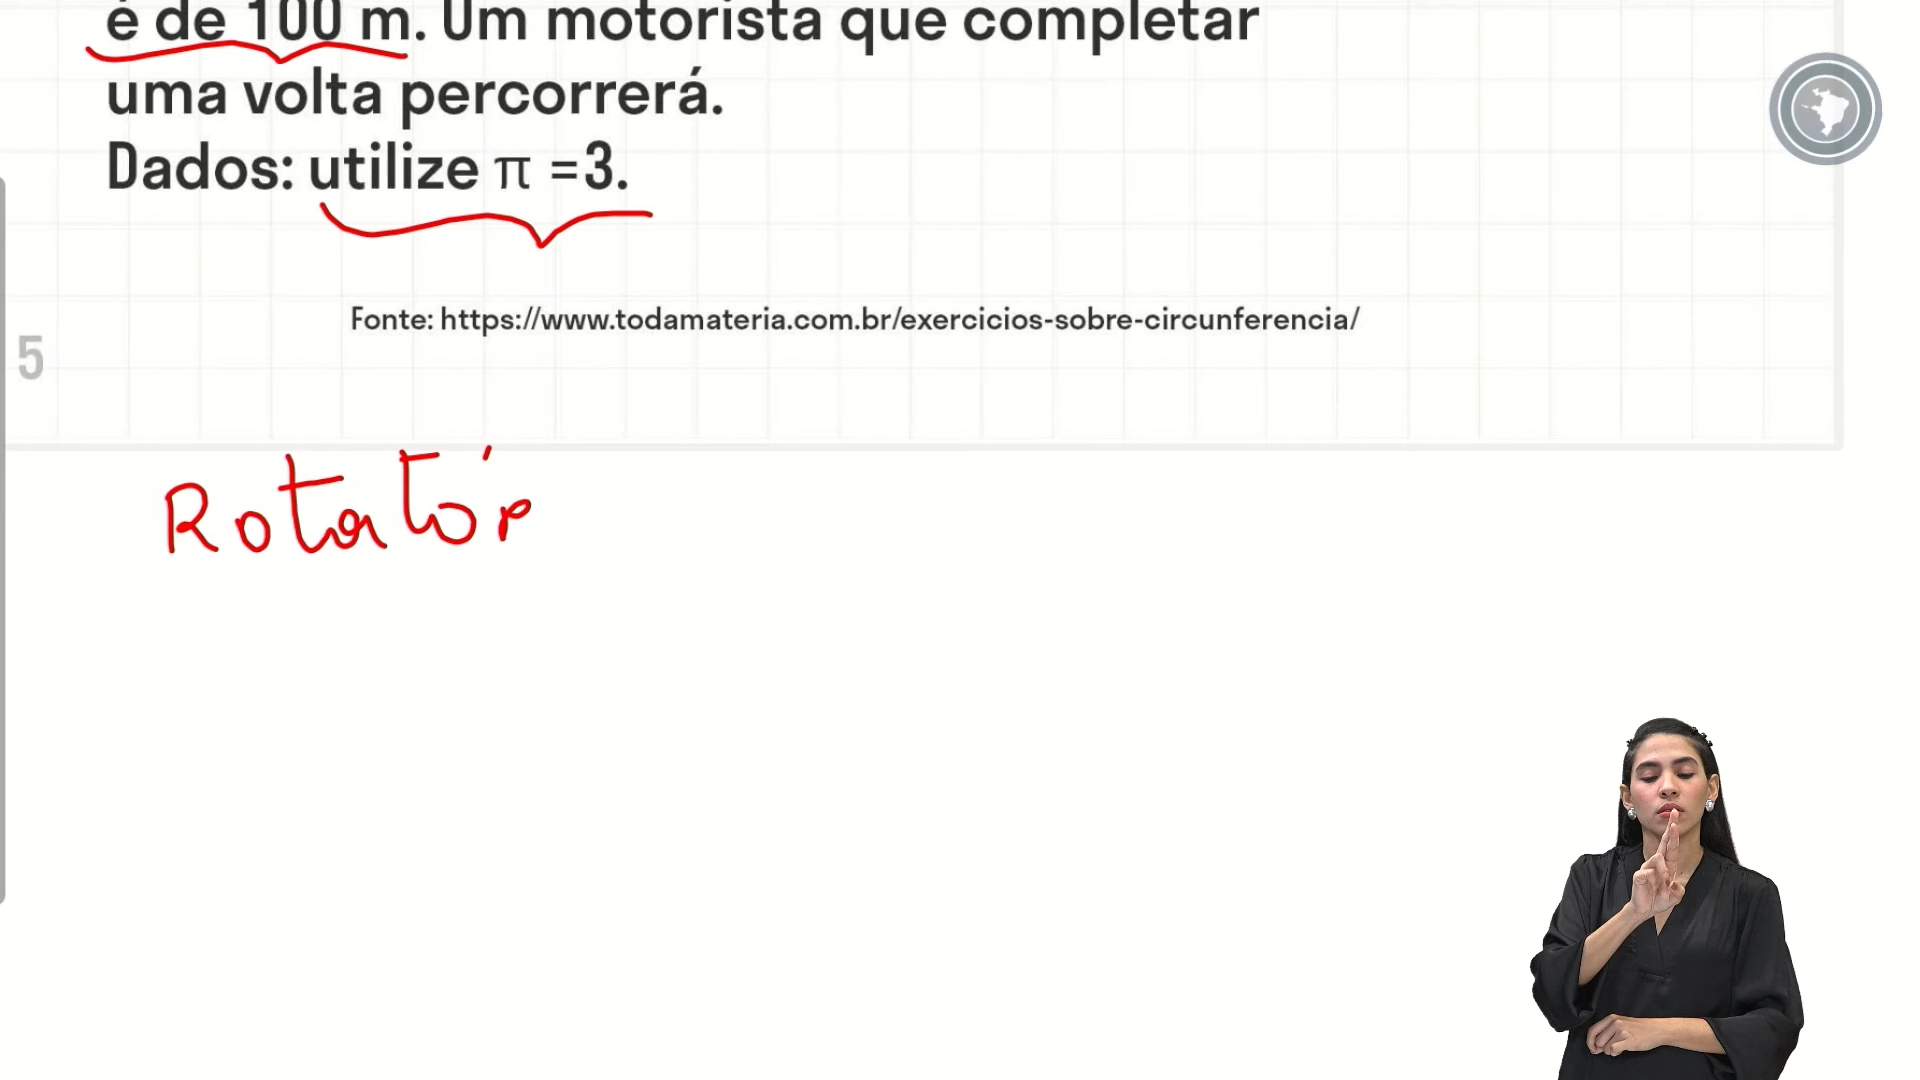 é de 100 m. Um motorista que completar
uma volta percorrerá.
Dados: utilize π =3.
Fonte: https://www.todamateria.com.br/exercicios-sobre-circunferencia/
5
Rotatór